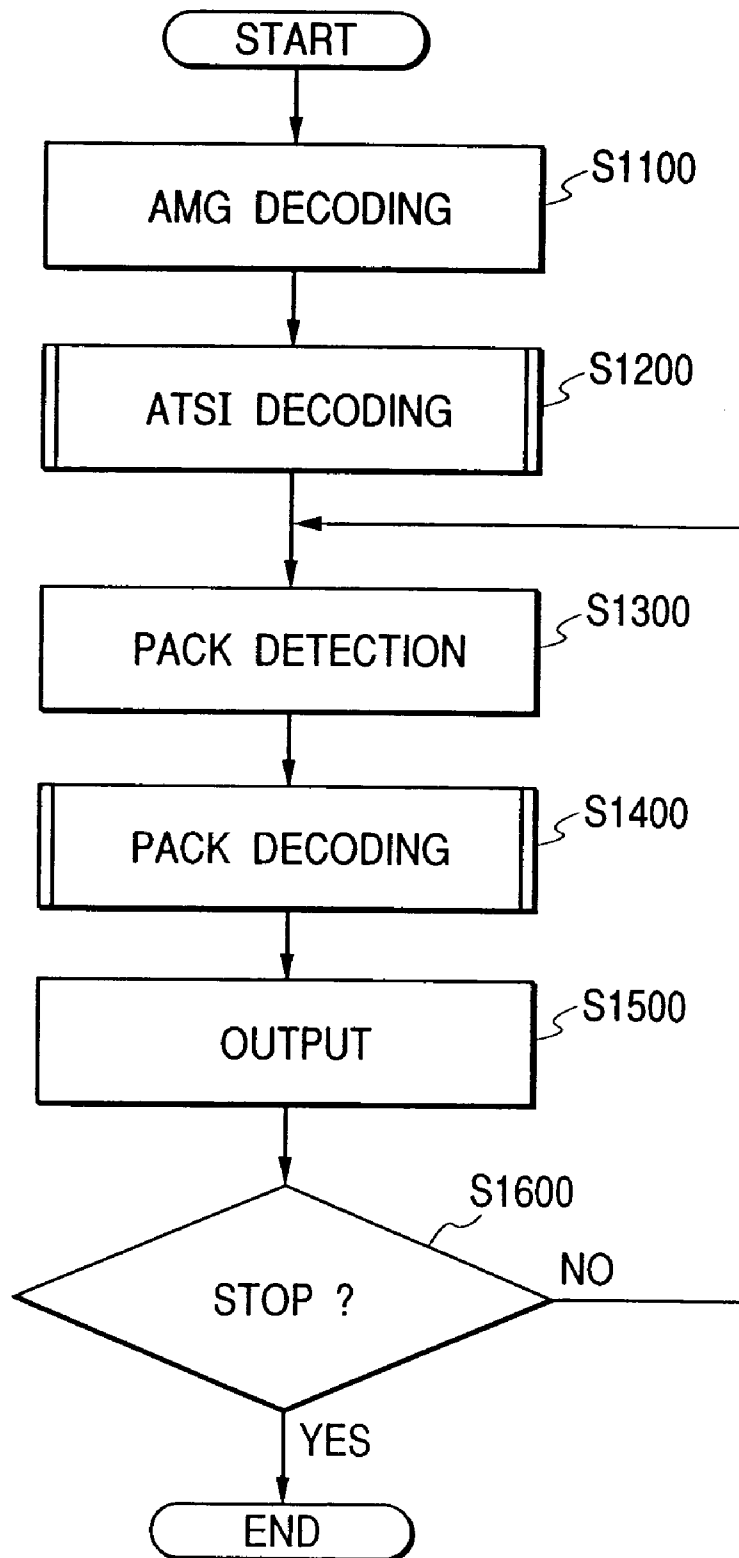 START
AMG DECODING
S1100
ATSI DECODING
S1200
PACK DETECTION
S1300
PACK DECODING
S1400
OUTPUT
S1500
STOP ?
S1600
NO
YES
END